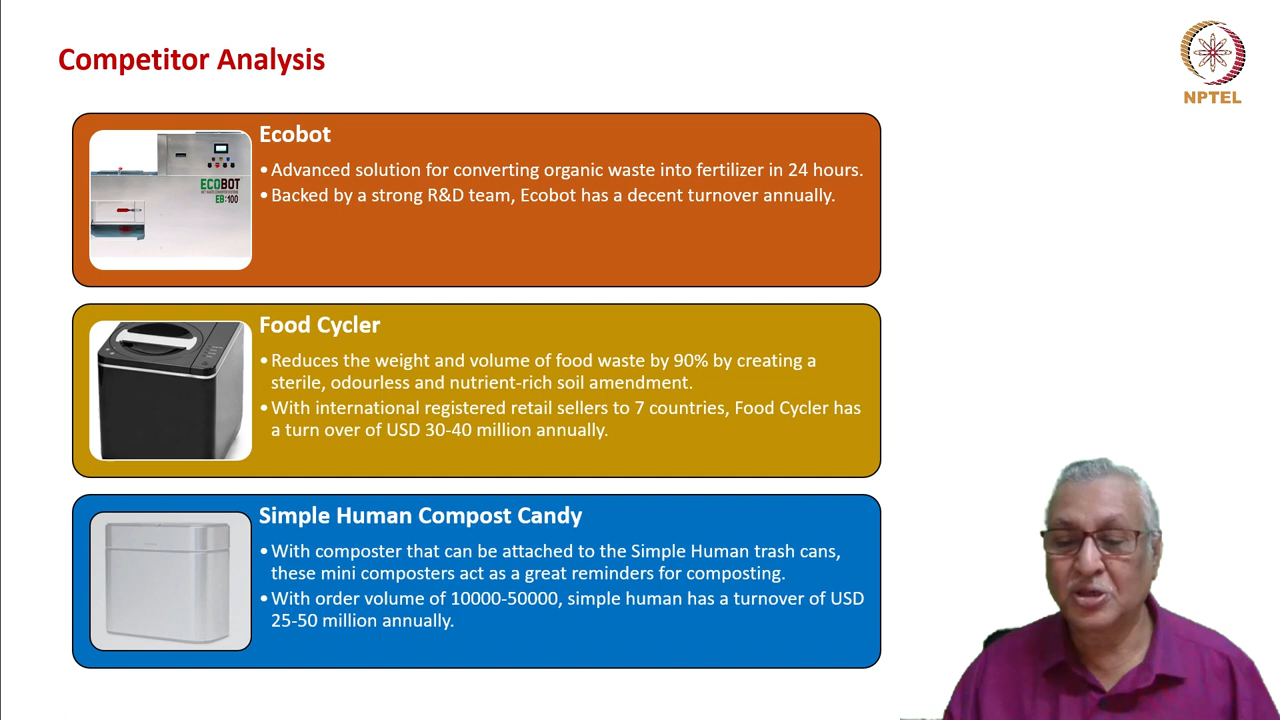 Competitor Analysis
NPTEL
Ecobot
• Advanced solution for converting organic waste into fertilizer in 24 hours.
• Backed by a strong R&D team, Ecobot has a decent turnover annually.
ECOBOT
EB:100
Food Cycler
• Reduces the weight and volume of food waste by 90% by creating a
sterile, odourless and nutrient-rich soil amendment.
• With international registered retail sellers to 7 countries, Food Cycler has
a turn over of USD 30-40 million annually.
Simple Human Compost Candy
• With composter that can be attached to the Simple Human trash cans,
these mini composters act as a great reminders for composting.
• With order volume of 10000-50000, simple human has a turnover of USD
25-50 million annually.